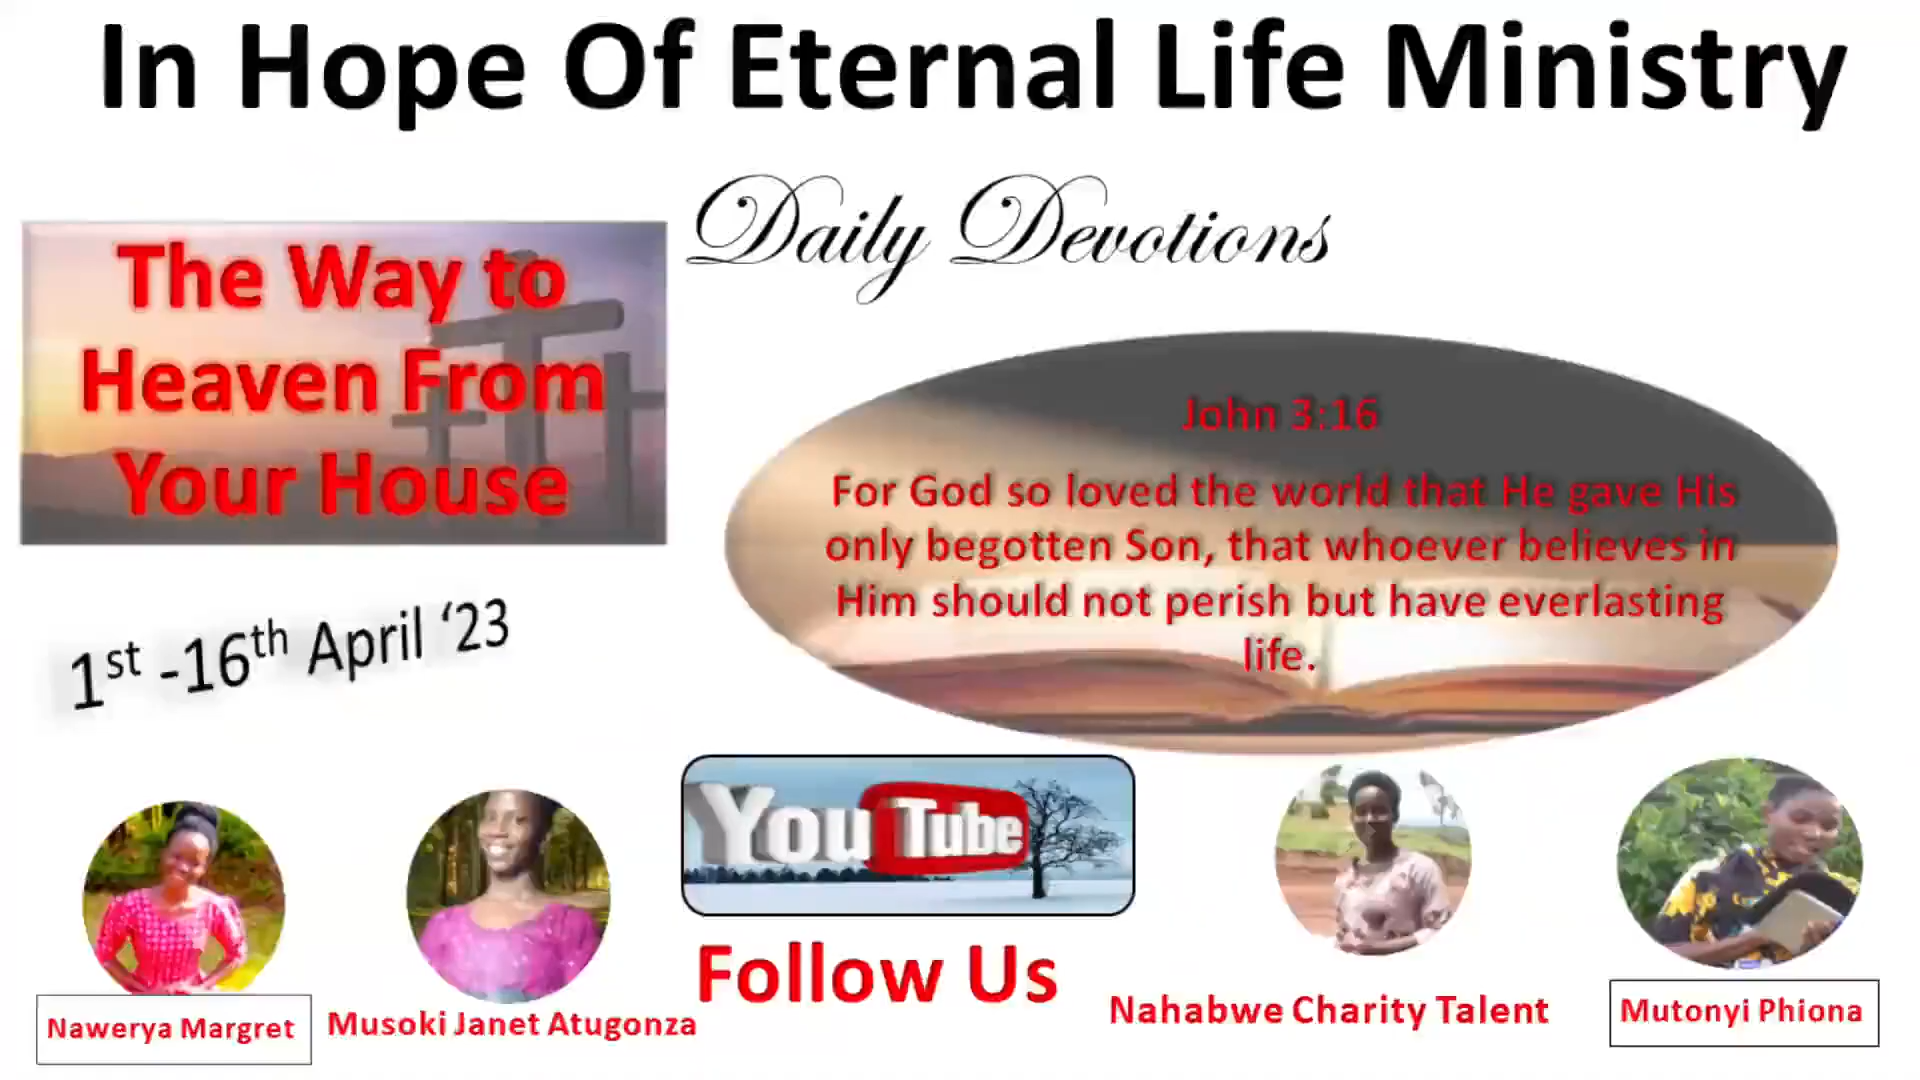 In Hope Of Eternal Life Ministry
Daily Devotions
The Way to
Heaven From
Your House
John 3:16
For God so loved the world that He gave His
only begotten Son, that whoever believes in
Him should not perish but have everlasting
life.
1st -16th April ‘23
YouTube
Follow Us
Nawerya Margret
Musoki Janet Atugonza
Nahabwe Charity Talent
Mutonyi Phiona